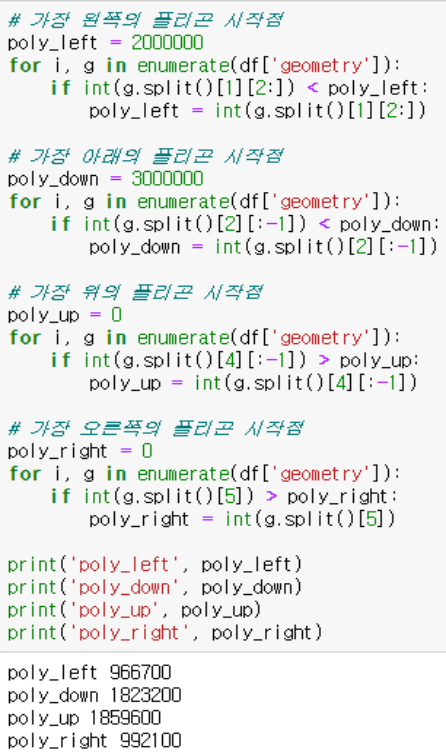 # 가장 왼쪽의 폴리곤 시작점
poly_left = 2000000
for i, g in enumerate(df['geometry']):
    if int(g.split()[1][2:]) < poly_left:
        poly_left = int(g.split()[1][2:])

# 가장 아래의 폴리곤 시작점
poly_down = 3000000
for i, g in enumerate(df['geometry']):
    if int(g.split()[2][:-1]) < poly_down:
        poly_down = int(g.split()[2][:-1])

# 가장 위의 폴리곤 시작점
poly_up = 0
for i, g in enumerate(df['geometry']):
    if int(g.split()[4][:-1]) > poly_up:
        poly_up = int(g.split()[4][:-1])

# 가장 오른쪽의 폴리곤 시작점
poly_right = 0
for i, g in enumerate(df['geometry']):
    if int(g.split()[5]) > poly_right:
        poly_right = int(g.split()[5])

print('poly_left', poly_left)
print('poly_down', poly_down)
print('poly_up', poly_up)
print('poly_right', poly_right)

poly_left 966700
poly_down 1823200
poly_up 1859600
poly_right 992100